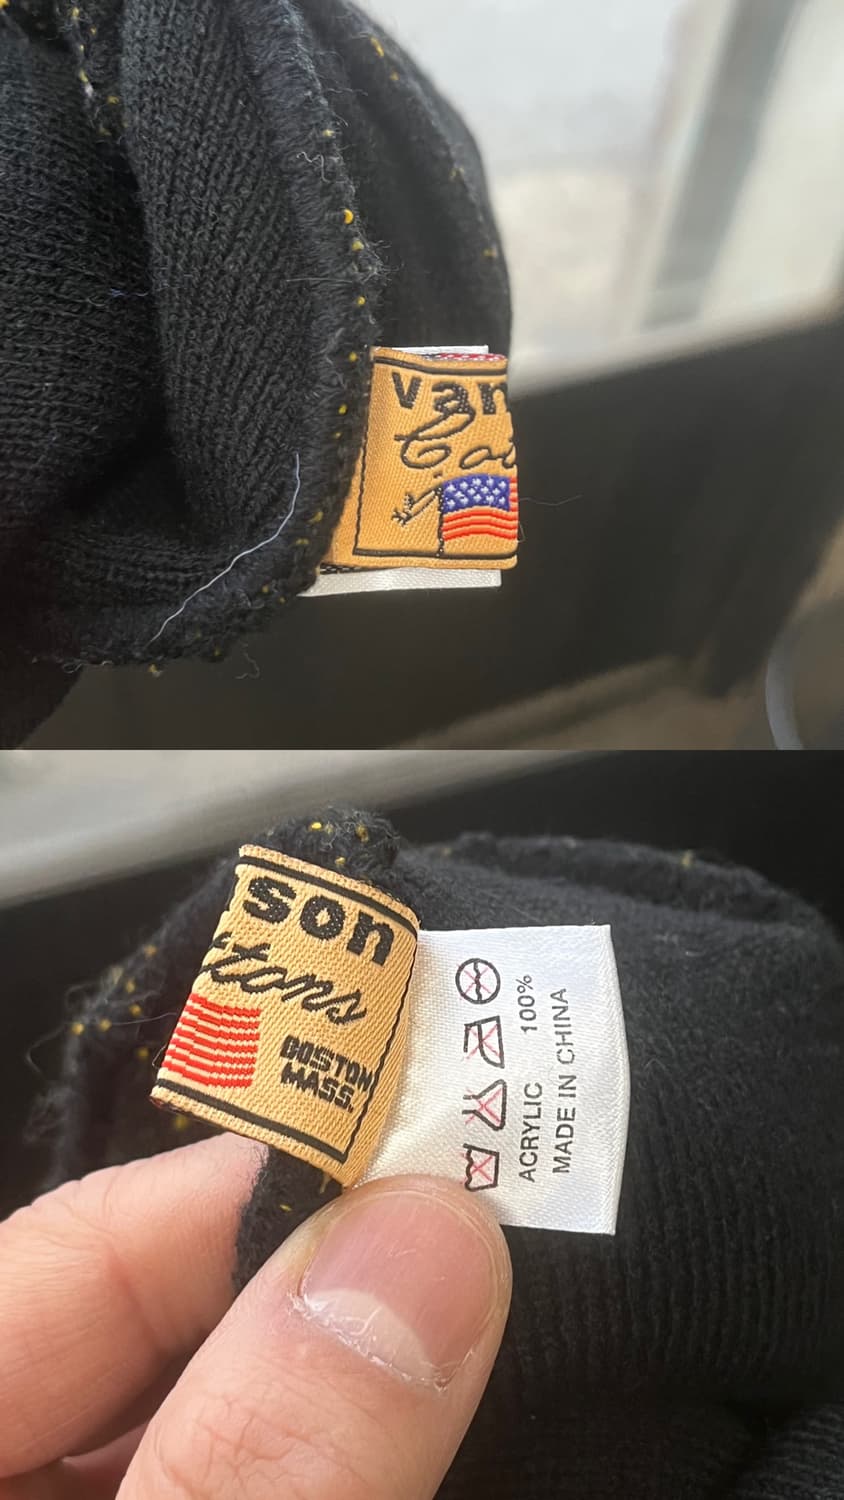 van
Cot
son
ttons
BOSTON
MASS.
ACRYLIC 100%
MADE IN CHINA